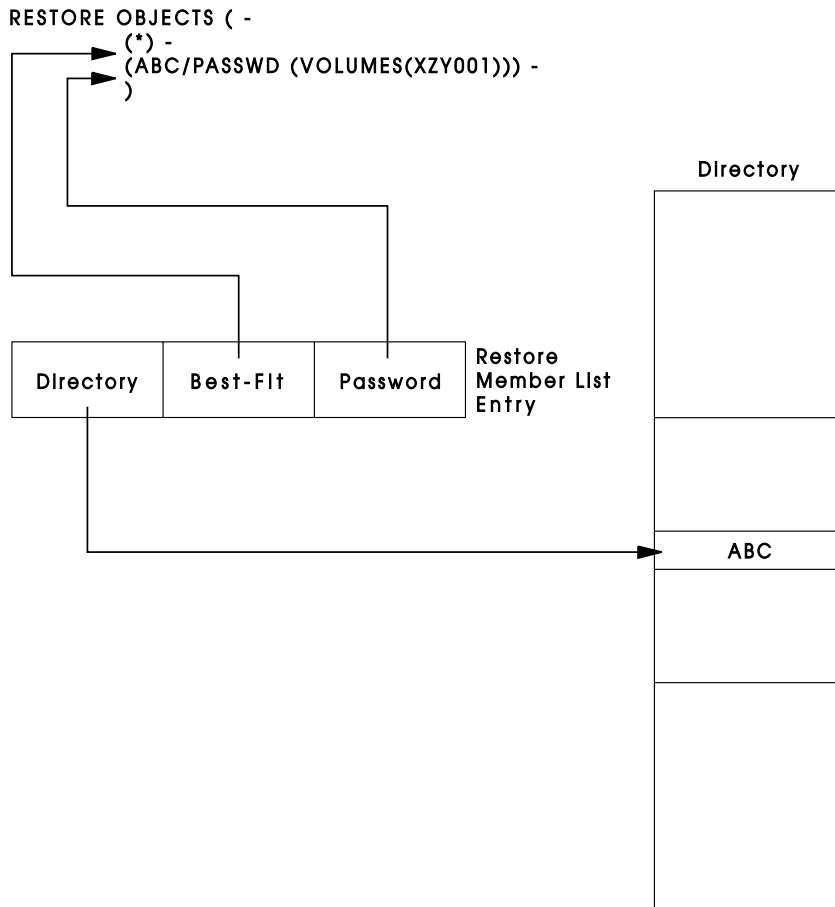 RESTORE OBJECTS ( -
(*) -
(ABC/PASSWD (VOLUMES(XZY001))) -
)
Directory
Directory
Best-Fit
Password
Restore
Member List
Entry
ABC